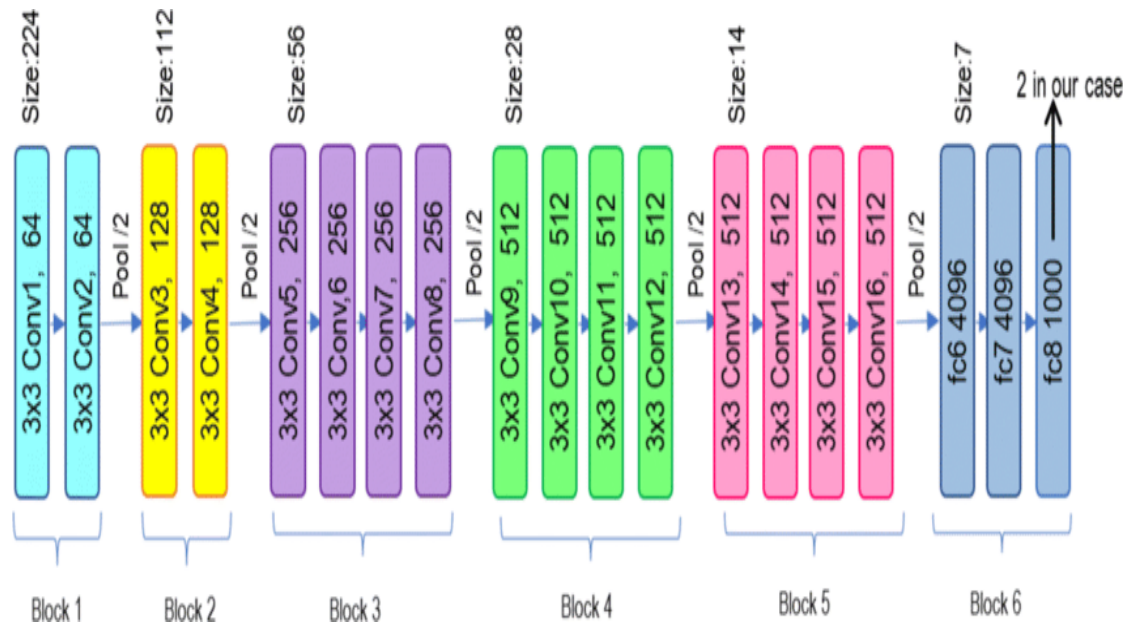 Size:224
Size:112
Size:56
Size:28
Size:14
Size:7
2 in our case
3x3 Conv1, 64
3x3 Conv2, 64
Pool /2
3x3 Conv3, 128
3x3 Conv4, 128
Pool /2
3x3 Conv5, 256
3x3 Conv,6 256
3x3 Conv7, 256
3x3 Conv8, 256
Pool /2
3x3 Conv9, 512
3x3 Conv10, 512
3x3 Conv11, 512
3x3 Conv12, 512
Pool /2
3x3 Conv13, 512
3x3 Conv14, 512
3x3 Conv15, 512
3x3 Conv16, 512
Pool /2
fc6 4096
fc7 4096
fc8 1000
Block 1
Block 2
Block 3
Block 4
Block 5
Block 6